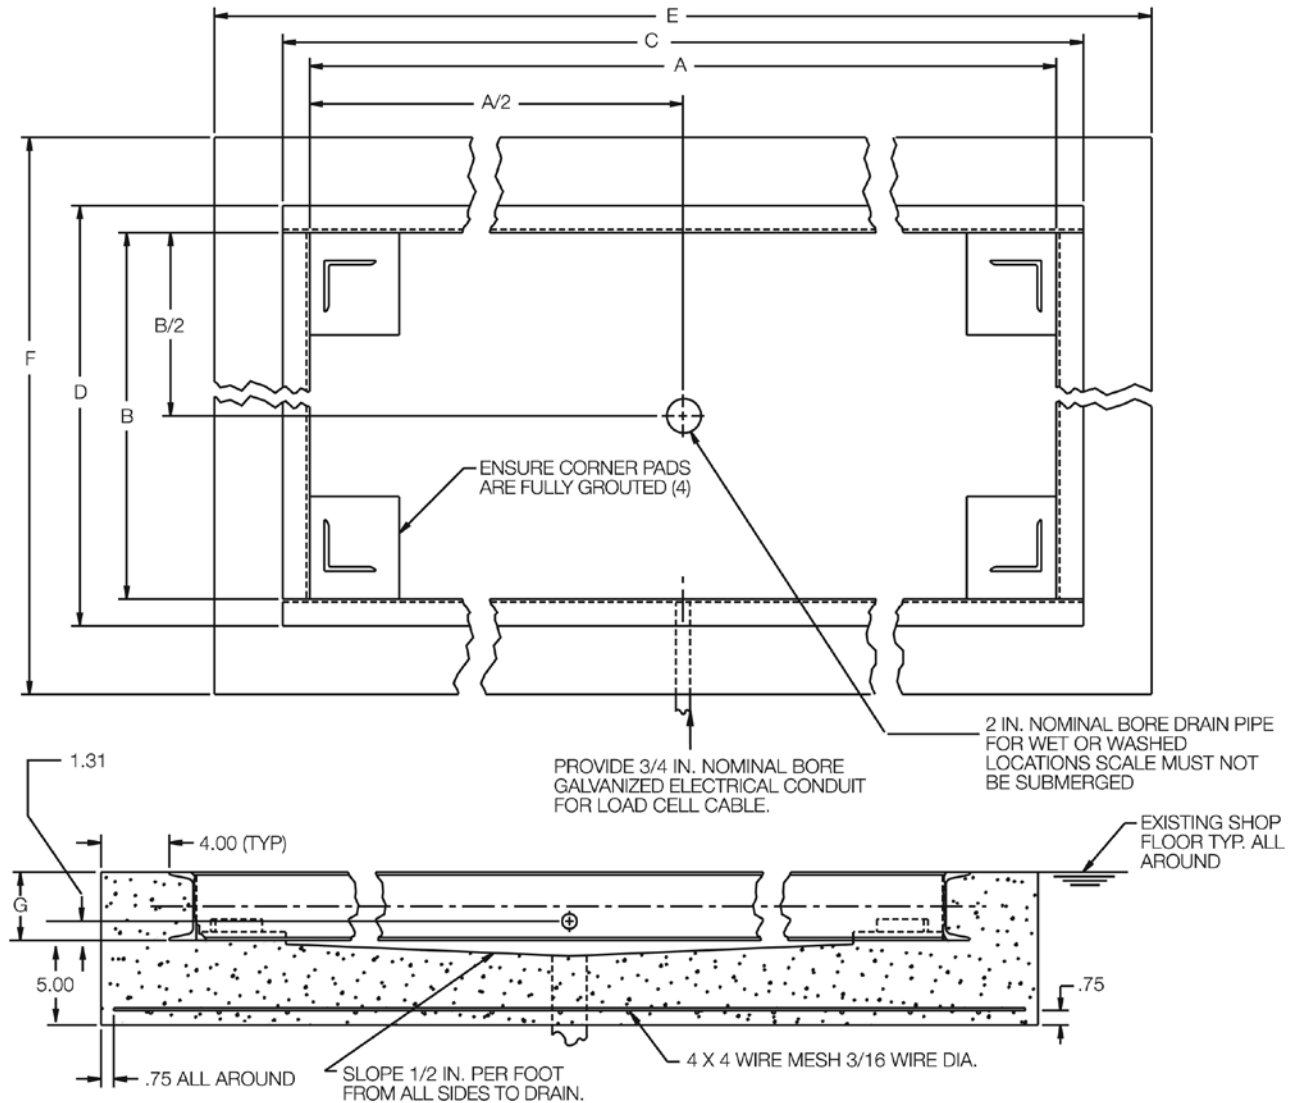 E
C
A
A/2
B/2
F
D
B
ENSURE CORNER PADS
ARE FULLY GROUTED (4)
2 IN. NOMINAL BORE DRAIN PIPE
FOR WET OR WASHED
LOCATIONS SCALE MUST NOT
BE SUBMERGED
PROVIDE 3/4 IN. NOMINAL BORE
GALVANIZED ELECTRICAL CONDUIT
FOR LOAD CELL CABLE.
1.31
4.00 (TYP)
EXISTING SHOP
FLOOR TYP. ALL
AROUND
G
5.00
.75
4 X 4 WIRE MESH 3/16 WIRE DIA.
.75 ALL AROUND
SLOPE 1/2 IN. PER FOOT
FROM ALL SIDES TO DRAIN.